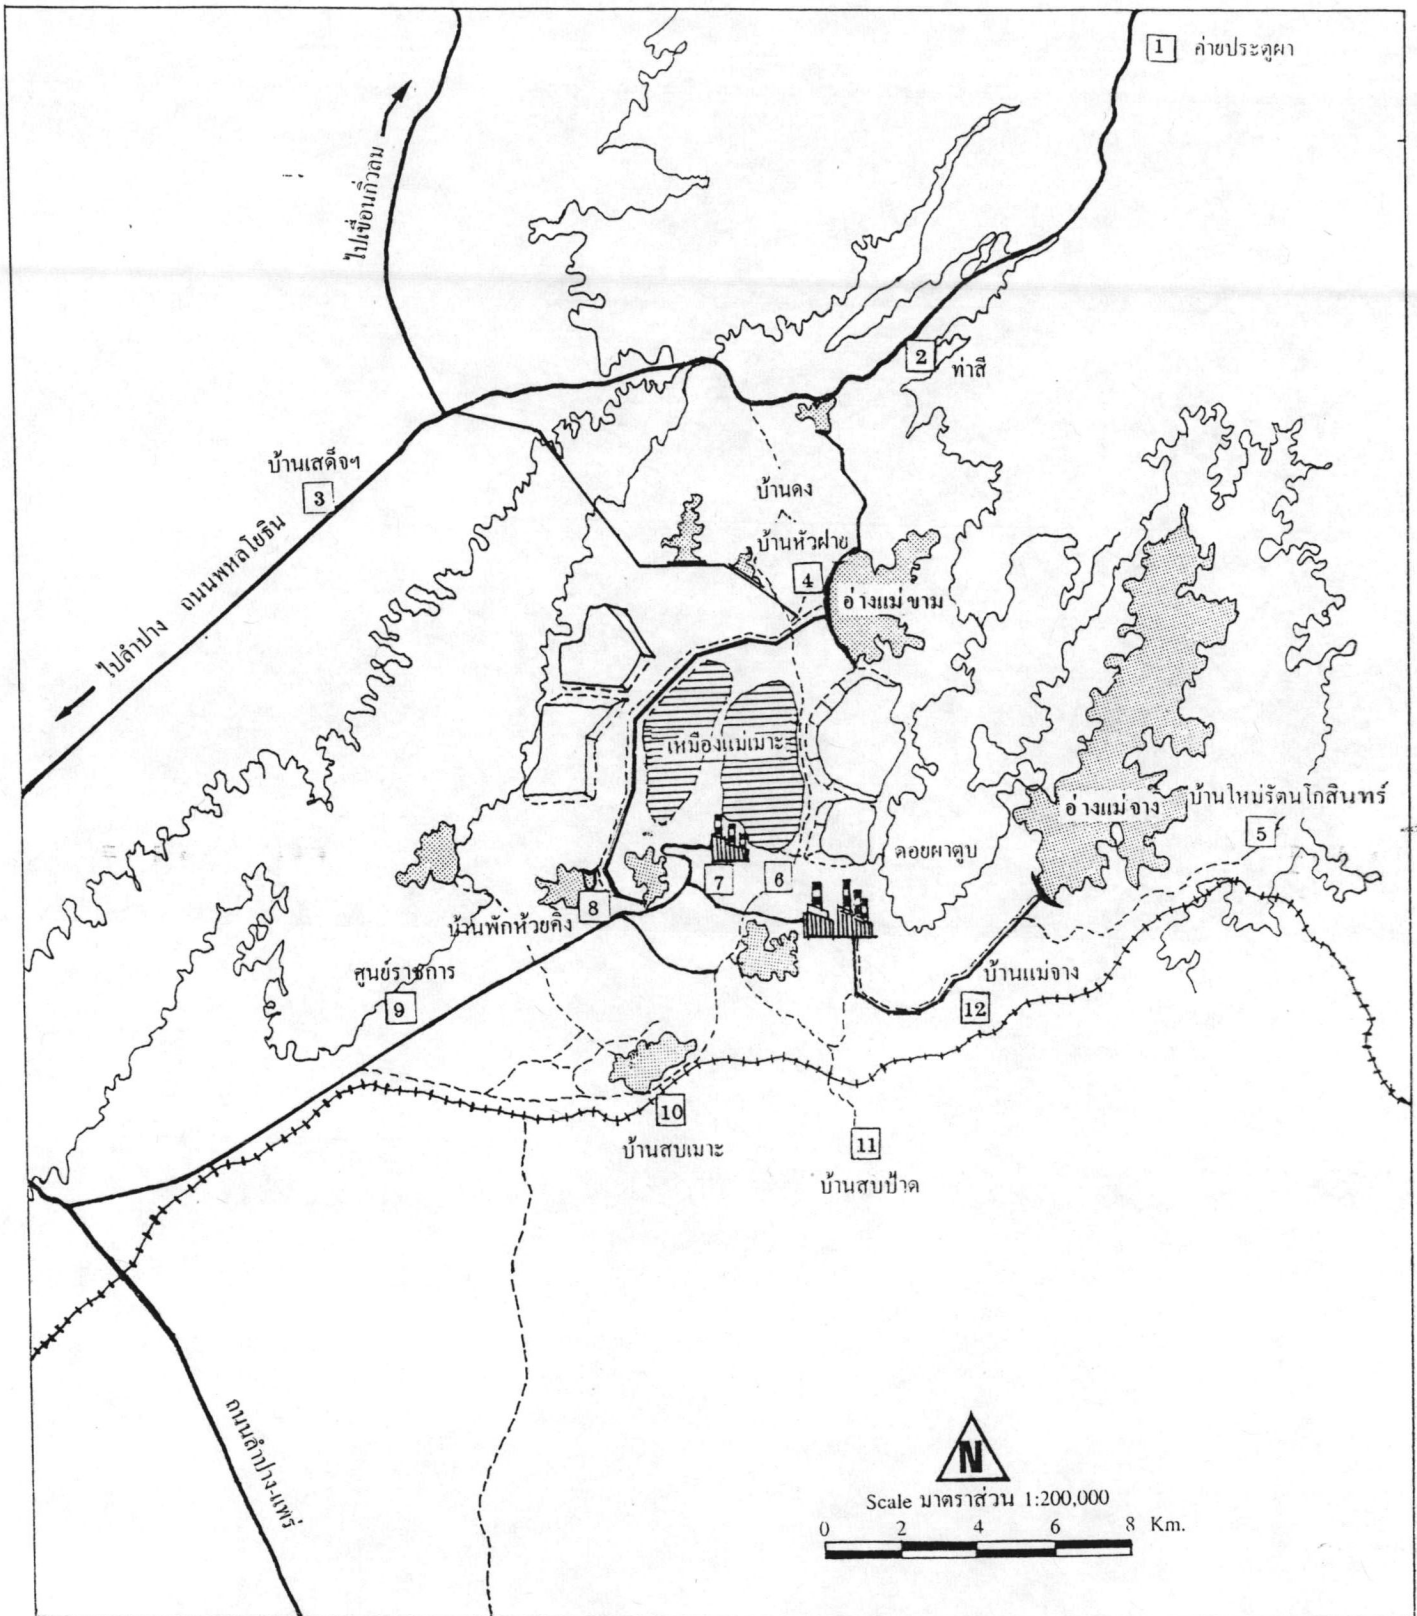 1 ค่ายประตูผา
ไปเขื่อนกิ่วลม
2
ท่าสี
บ้านเสด็จฯ
3
ถนนพหลโยธิน
ไปลำปาง
บ้านดง
บ้านหัวฝาย
4
อ่างแม่ขาม
เหมืองแม่เมาะ
อ่างแม่จาง
บ้านใหม่รัตนโกสินทร์
5
ดอยผาตูบ
7
6
8
บ้านพักห้วยคิง
ศูนย์ราชการ
9
บ้านแม่จาง
12
10
บ้านสบเมาะ
11
บ้านสบป้าด
ถนนลำปาง-แพร่
N
Scale มาตราส่วน 1:200,000
0 2 4 6 8 Km.